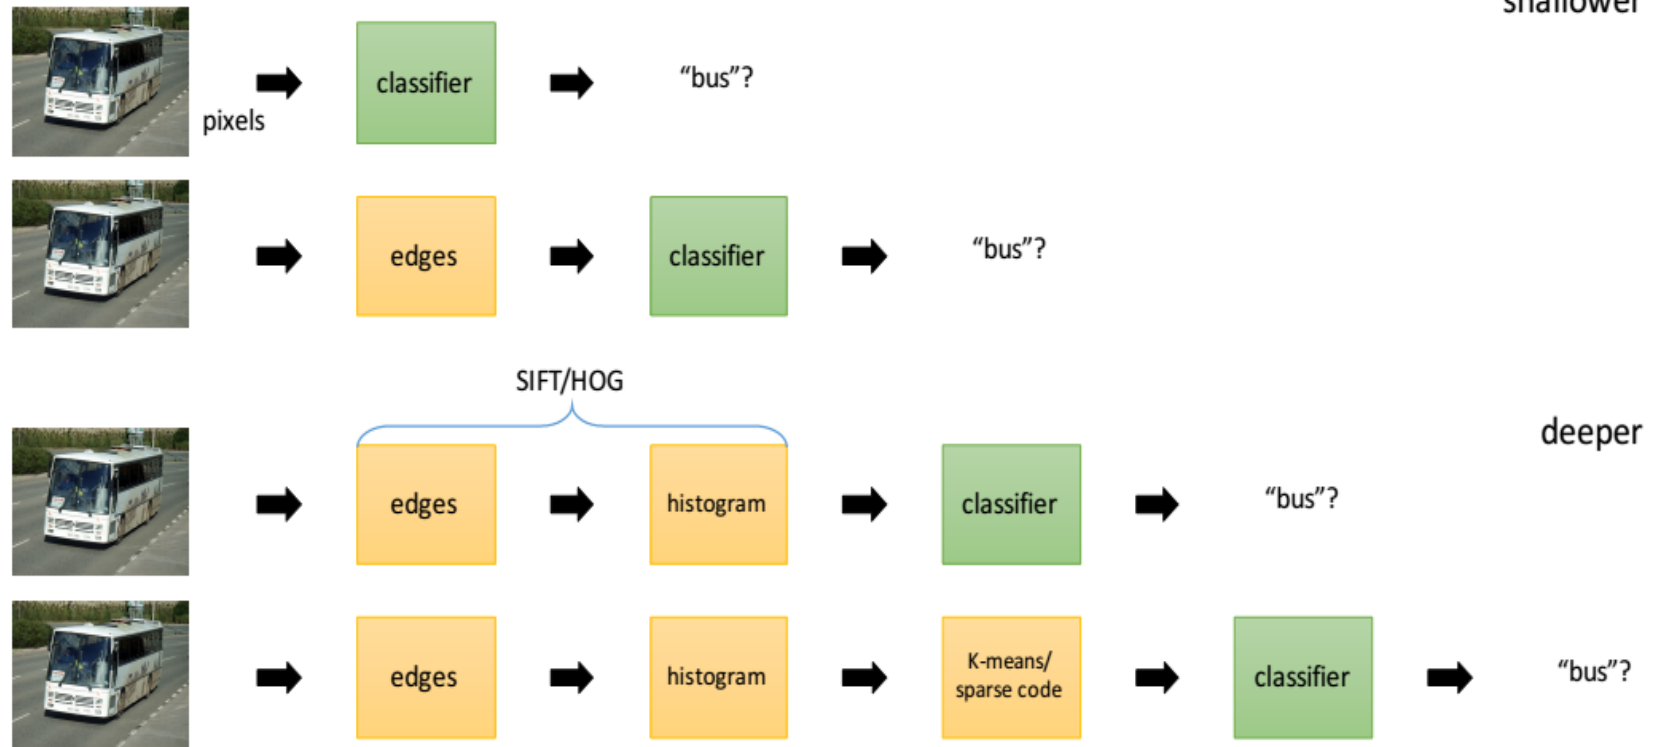 shallower
classifier
“bus”?
pixels
edges
classifier
“bus”?
SIFT/HOG
deeper
edges
histogram
classifier
“bus”?
edges
histogram
K-means/
sparse code
classifier
“bus”?